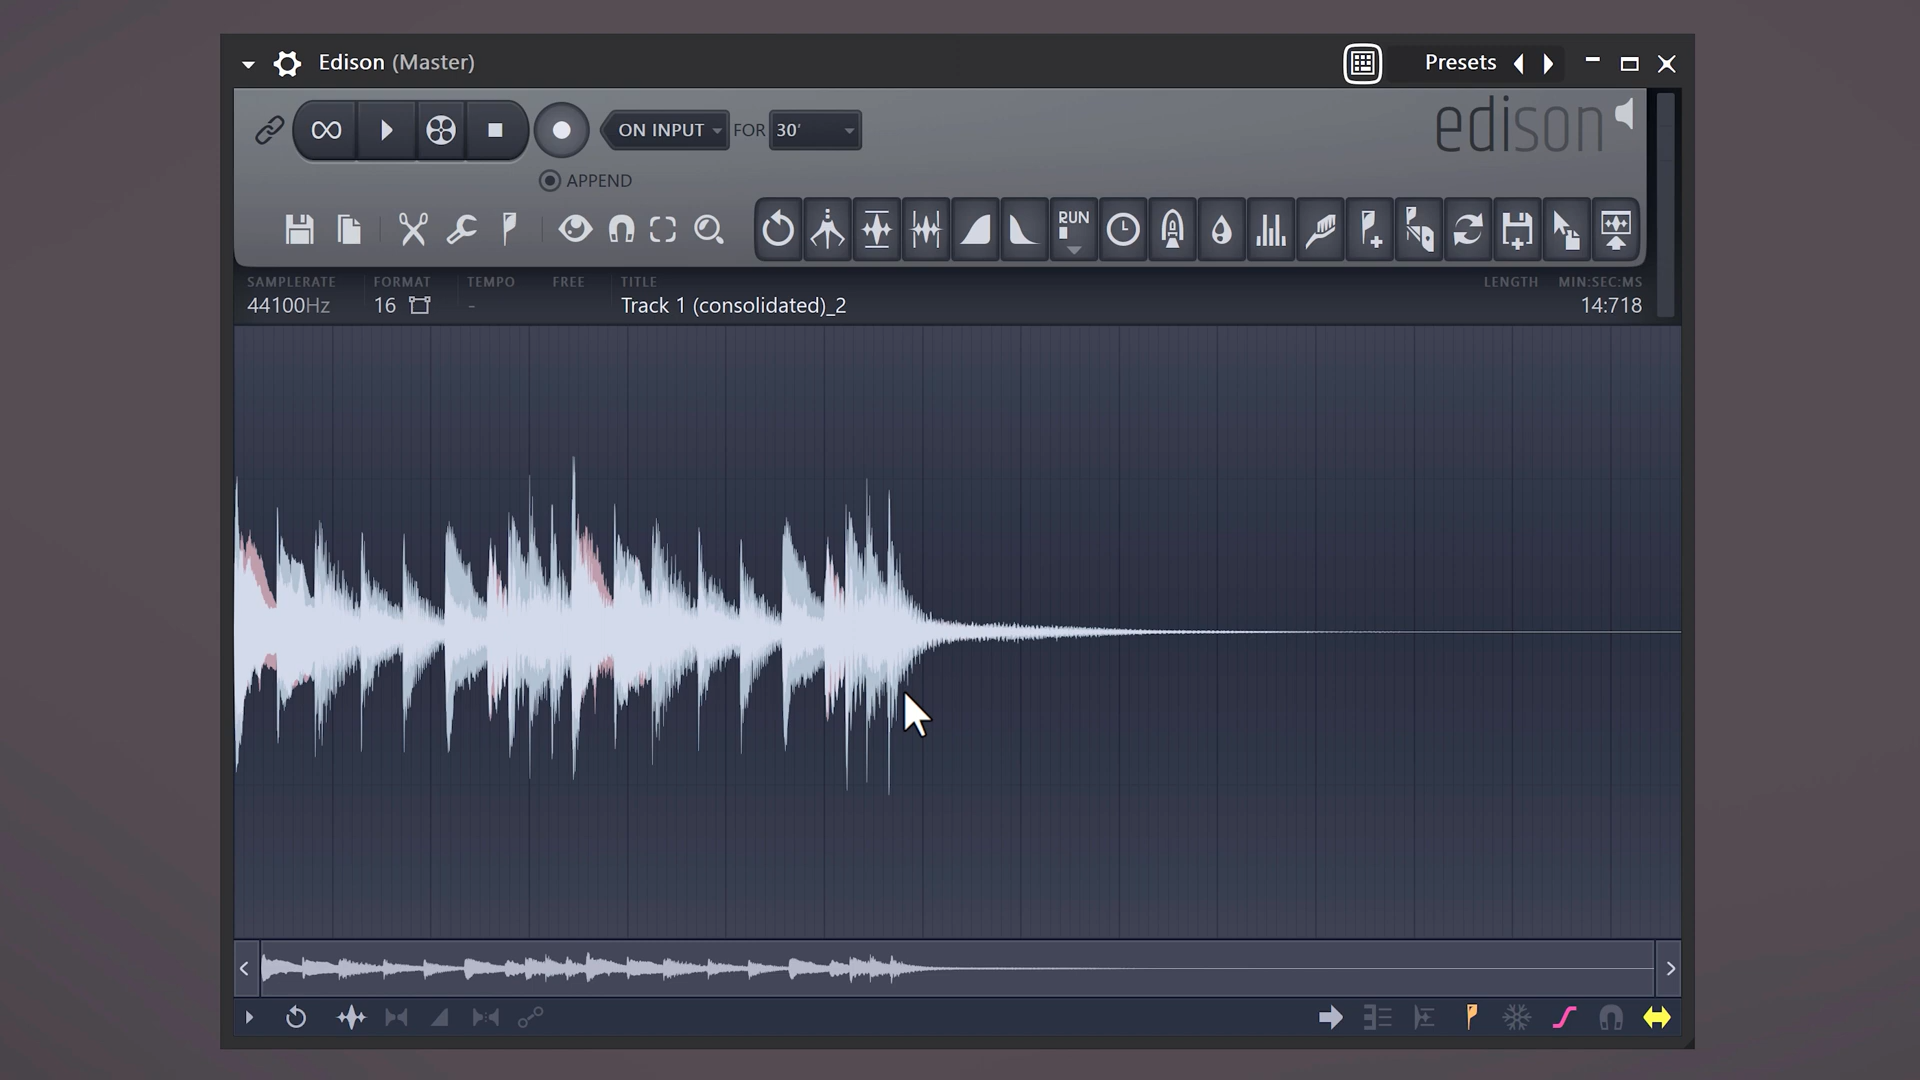 Edison (Master)
Presets
ON INPUT
FOR
30'
edison
APPEND
RUN
SAMPLERATE
FORMAT
TEMPO
FREE
TITLE
LENGTH
MIN:SEC:MS
44100Hz
16
-
Track 1 (consolidated)_2
14:718